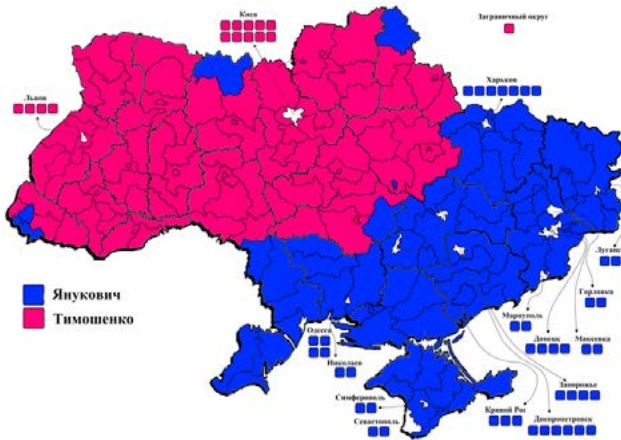 Киев
Заграничный округ
Харьков
Львов
Луганск
Горловка
Янукович
Тимошенко
Мариуполь
Одесса
Донецк
Макеевка
Николаев
Запорожье
Симферополь
Кривой Рог
Севастополь
Днепропетровск